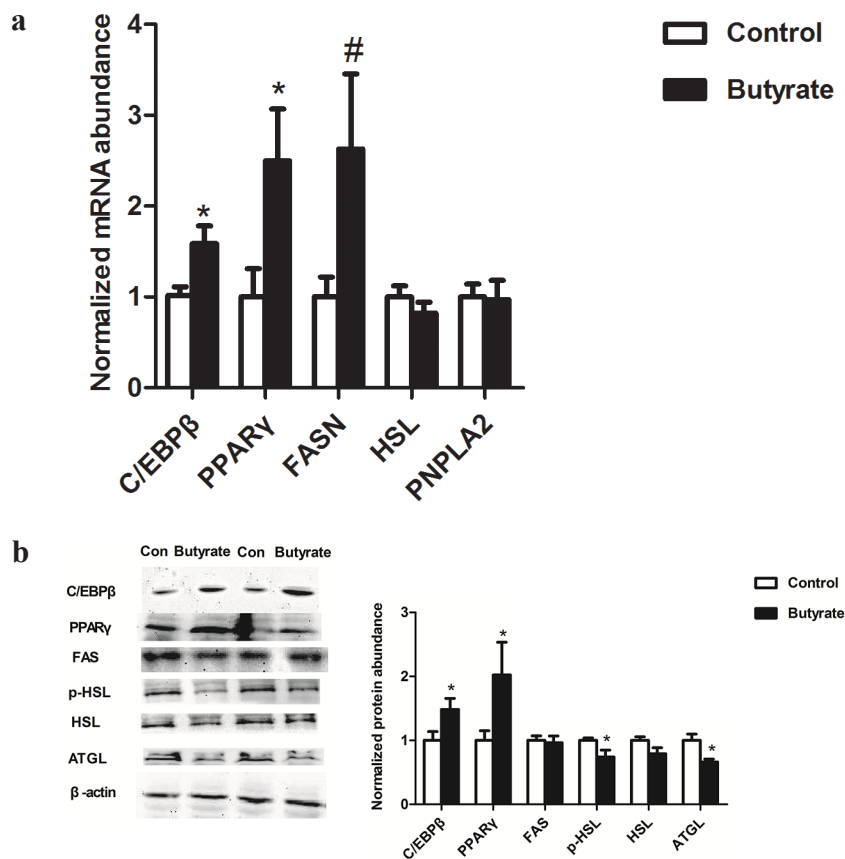 a
Normalized mRNA abundance
4
3
2
1
0
*
*
#
C/EBPβ
PPARγ
FASN
HSL
PNPLA2
Control
Butyrate
b
Con Butyrate Con Butyrate
C/EBPβ
PPARγ
FAS
p-HSL
HSL
ATGL
β -actin
Normalized protein abundance
3
2
1
0
*
*
*
*
C/EBPβ
PPARγ
FAS
p-HSL
HSL
ATGL
Control
Butyrate